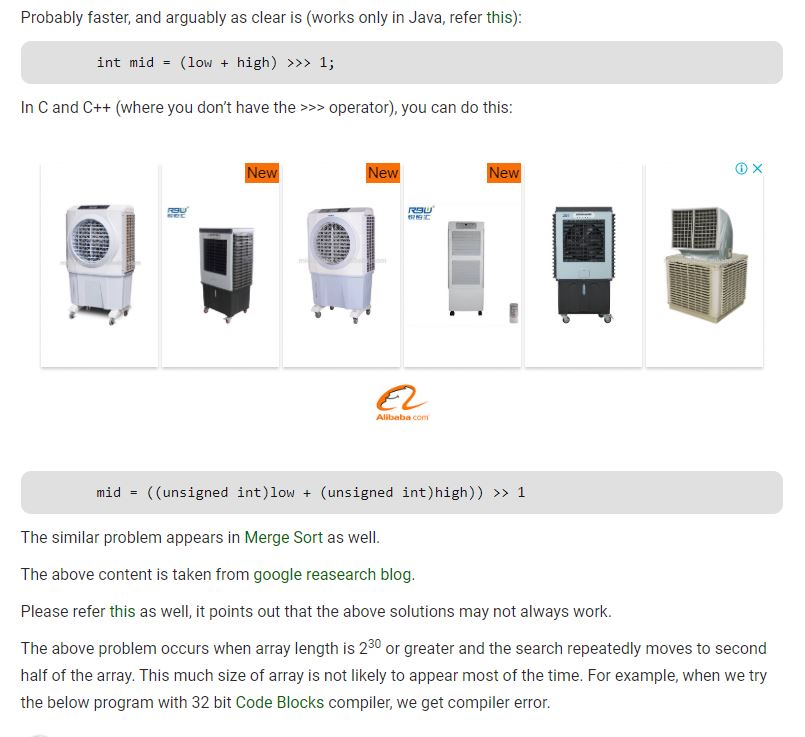 Probably faster, and arguably as clear is (works only in Java, refer this):
int mid = (low + high) >>> 1;
In C and C++ (where you don’t have the >>> operator), you can do this:
New
New
New
RBW
RBW
Alibaba.com
mid = ((unsigned int)low + (unsigned int)high)) >> 1
The similar problem appears in Merge Sort as well.
The above content is taken from google reasearch blog.
Please refer this as well, it points out that the above solutions may not always work.
The above problem occurs when array length is 2³⁰ or greater and the search repeatedly moves to second
half of the array. This much size of array is not likely to appear most of the time. For example, when we try
the below program with 32 bit Code Blocks compiler, we get compiler error.